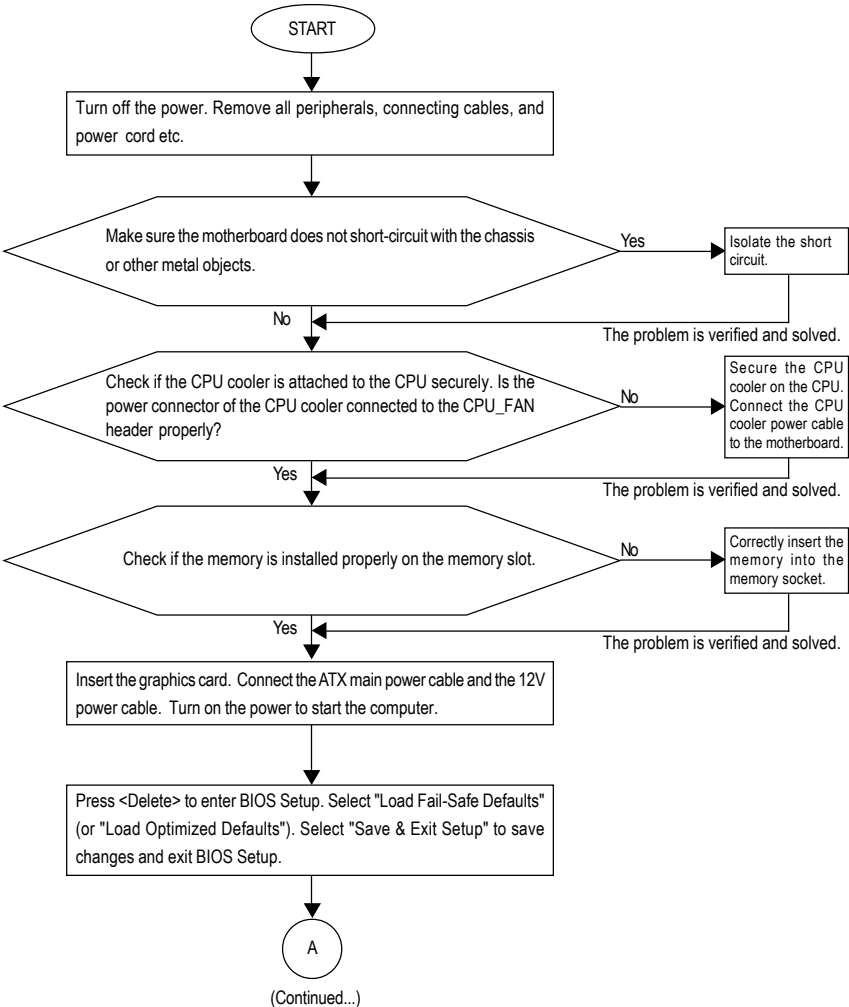 START
Turn off the power. Remove all peripherals, connecting cables, and
power cord etc.
Make sure the motherboard does not short-circuit with the chassis
or other metal objects.
Yes
Isolate the short
circuit.
No
The problem is verified and solved.
Check if the CPU cooler is attached to the CPU securely. Is the
power connector of the CPU cooler connected to the CPU_FAN
header properly?
No
Secure the CPU
cooler on the CPU.
Connect the CPU
cooler power cable
to the motherboard.
Yes
The problem is verified and solved.
Check if the memory is installed properly on the memory slot.
No
Correctly insert the
memory into the
memory socket.
Yes
The problem is verified and solved.
Insert the graphics card. Connect the ATX main power cable and the 12V
power cable. Turn on the power to start the computer.
Press <Delete> to enter BIOS Setup. Select "Load Fail-Safe Defaults"
(or "Load Optimized Defaults"). Select "Save & Exit Setup" to save
changes and exit BIOS Setup.
A
(Continued...)